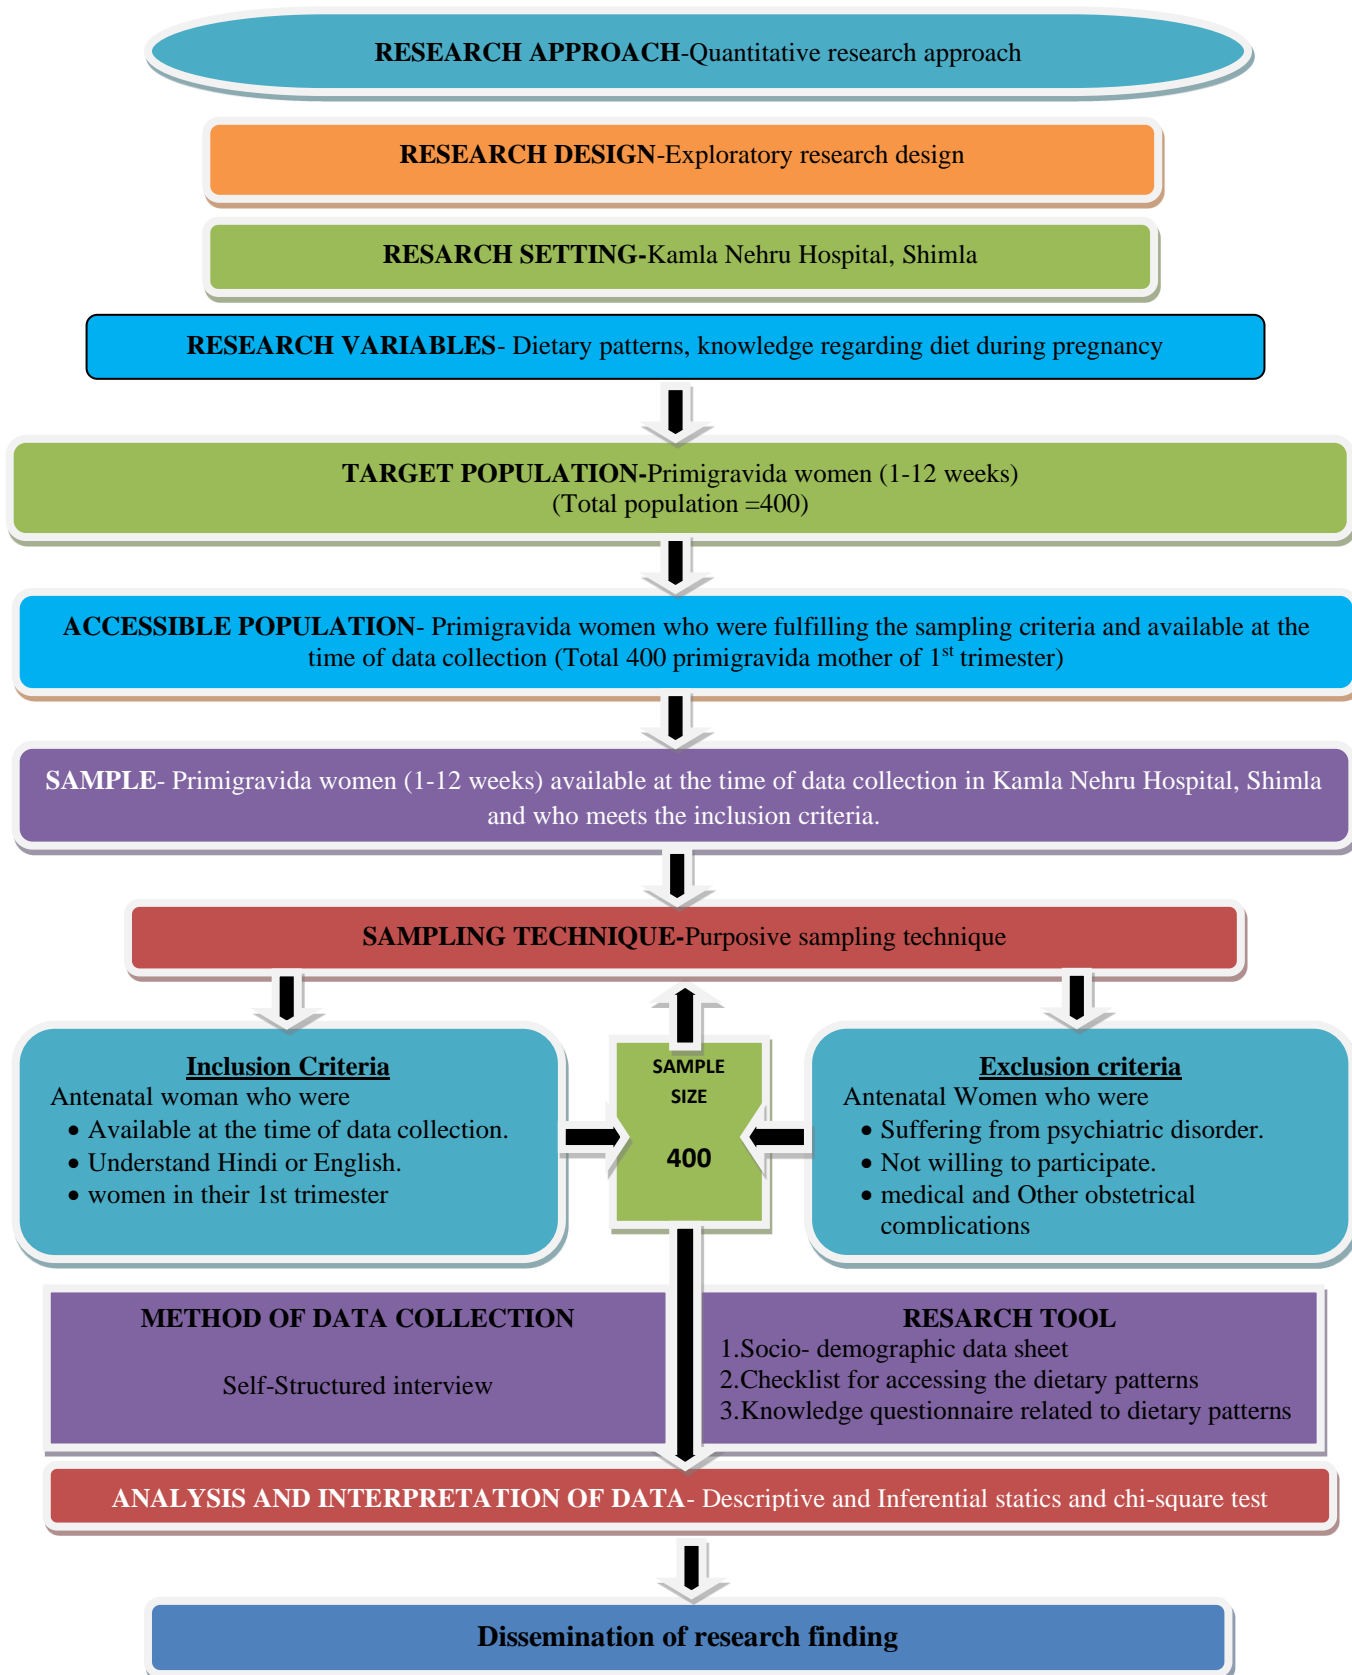 RESEARCH APPROACH-Quantitative research approach
RESEARCH DESIGN-Exploratory research design
RESARCH SETTING-Kamla Nehru Hospital, Shimla
RESEARCH VARIABLES- Dietary patterns, knowledge regarding diet during pregnancy
TARGET POPULATION-Primigravida women (1-12 weeks)
(Total population =400)
ACCESSIBLE POPULATION- Primigravida women who were fulfilling the sampling criteria and available at the
time of data collection (Total 400 primigravida mother of 1st trimester)
SAMPLE- Primigravida women (1-12 weeks) available at the time of data collection in Kamla Nehru Hospital, Shimla
and who meets the inclusion criteria.
SAMPLING TECHNIQUE-Purposive sampling technique
Inclusion Criteria
Antenatal woman who were
• Available at the time of data collection.
• Understand Hindi or English.
• women in their 1st trimester
SAMPLE
SIZE
400
Exclusion criteria
Antenatal Women who were
• Suffering from psychiatric disorder.
• Not willing to participate.
• medical and Other obstetrical
complications
METHOD OF DATA COLLECTION
Self-Structured interview
RESARCH TOOL
1.Socio- demographic data sheet
2.Checklist for accessing the dietary patterns
3.Knowledge questionnaire related to dietary patterns
ANALYSIS AND INTERPRETATION OF DATA- Descriptive and Inferential statics and chi-square test
Dissemination of research finding